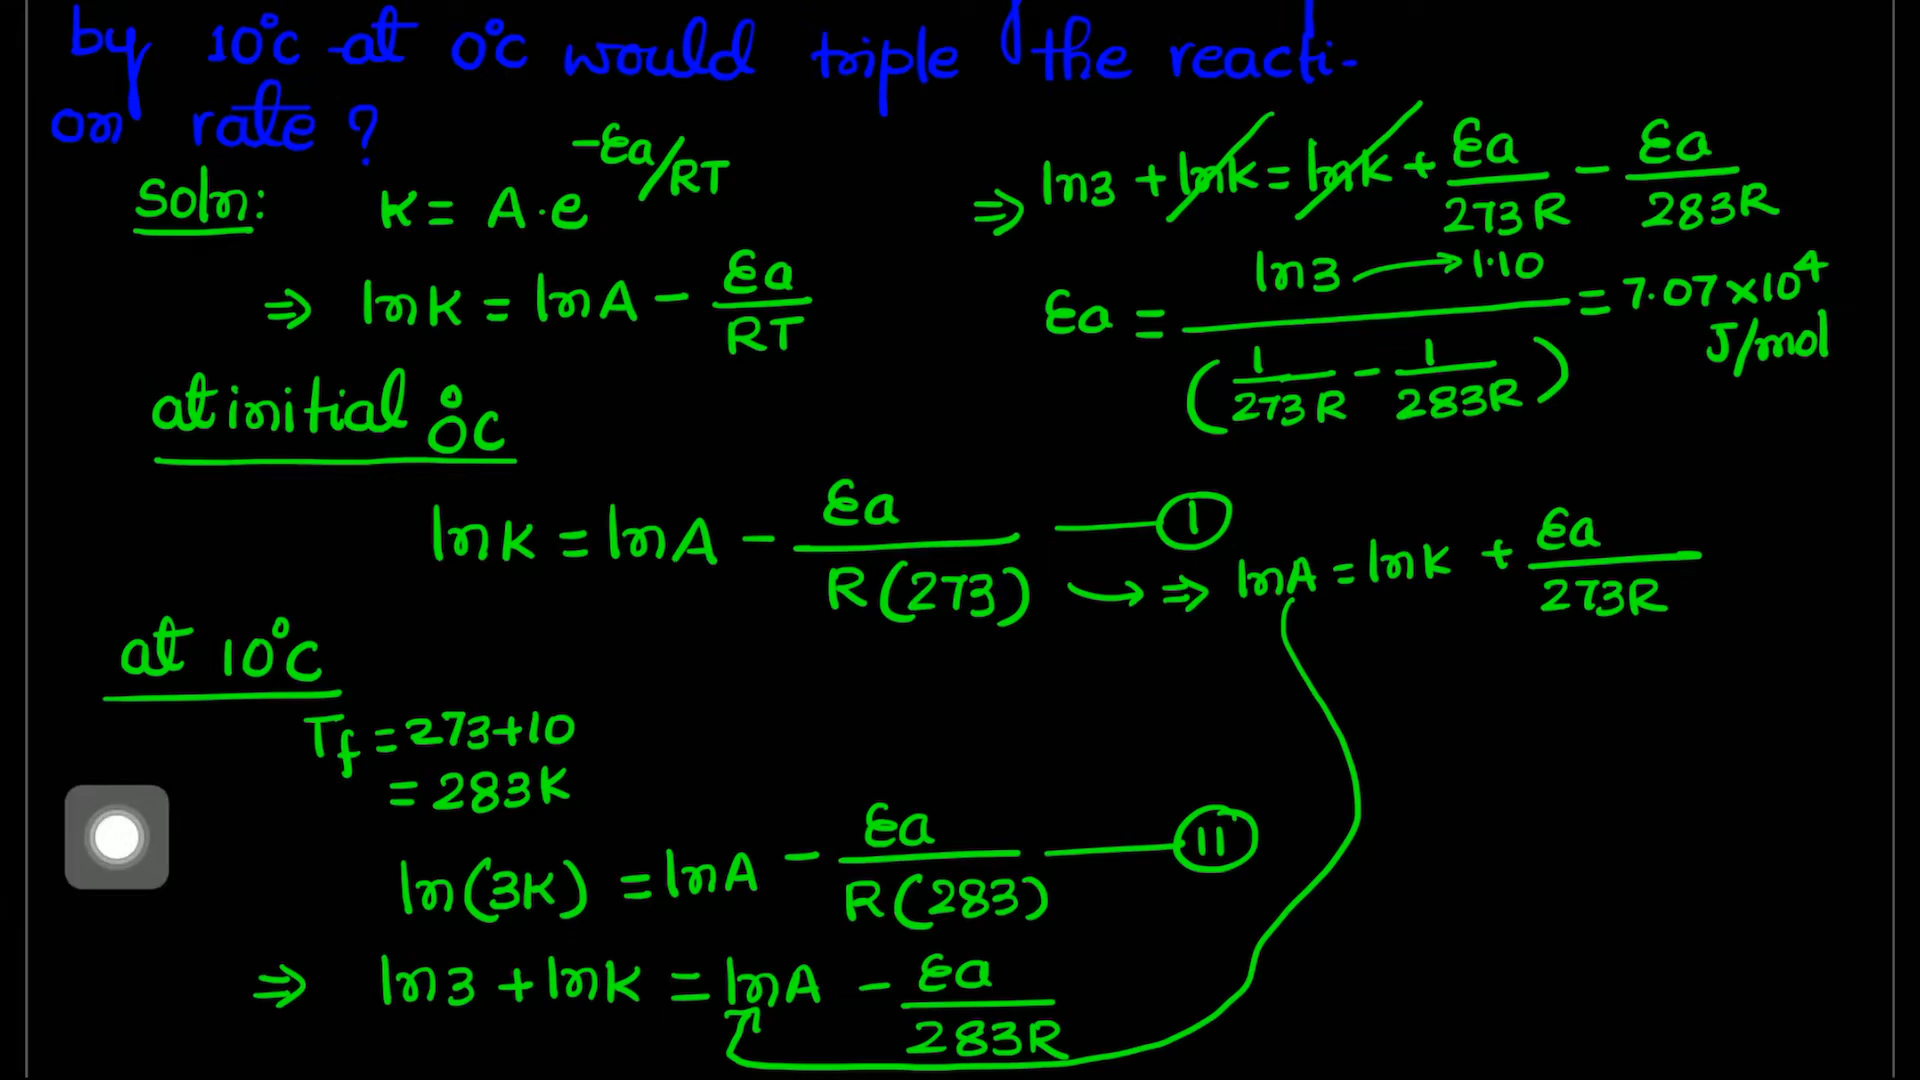 by 10°C at 0°C would triple the reacti-
on rate ?
Soln: K = A.e^-Ea/RT
⇒ lnK = lnA - Ea/RT
at initial 0°C
lnK = lnA - Ea/R(273) — I
⇒ lnA = lnK + Ea/273R
at 10°C
Tf = 273+10
= 283K
ln(3K) = lnA - Ea/R(283) — II
⇒ ln3 + lnK = lnA - Ea/283R
⇒ ln3 + lnK = lnK + Ea/273R - Ea/283R
Ea = ln3 → 1.10 / (1/273R - 1/283R) = 7.07×10^4
J/mol